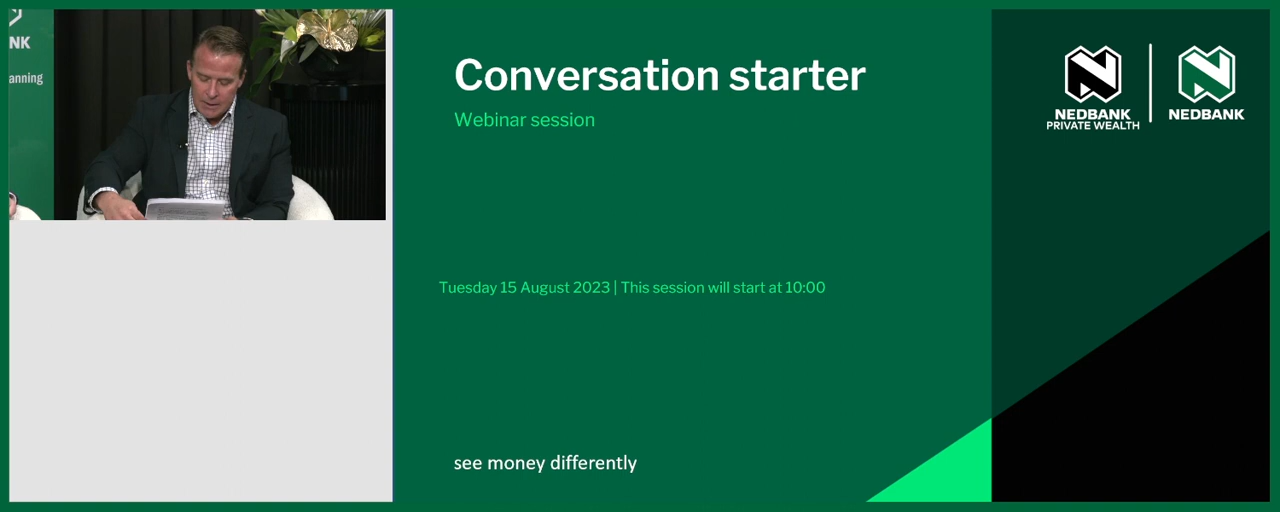 NK
anning
Conversation starter
Webinar session
NEDBANK
PRIVATE WEALTH
NEDBANK
Tuesday 15 August 2023 | This session will start at 10:00
see money differently